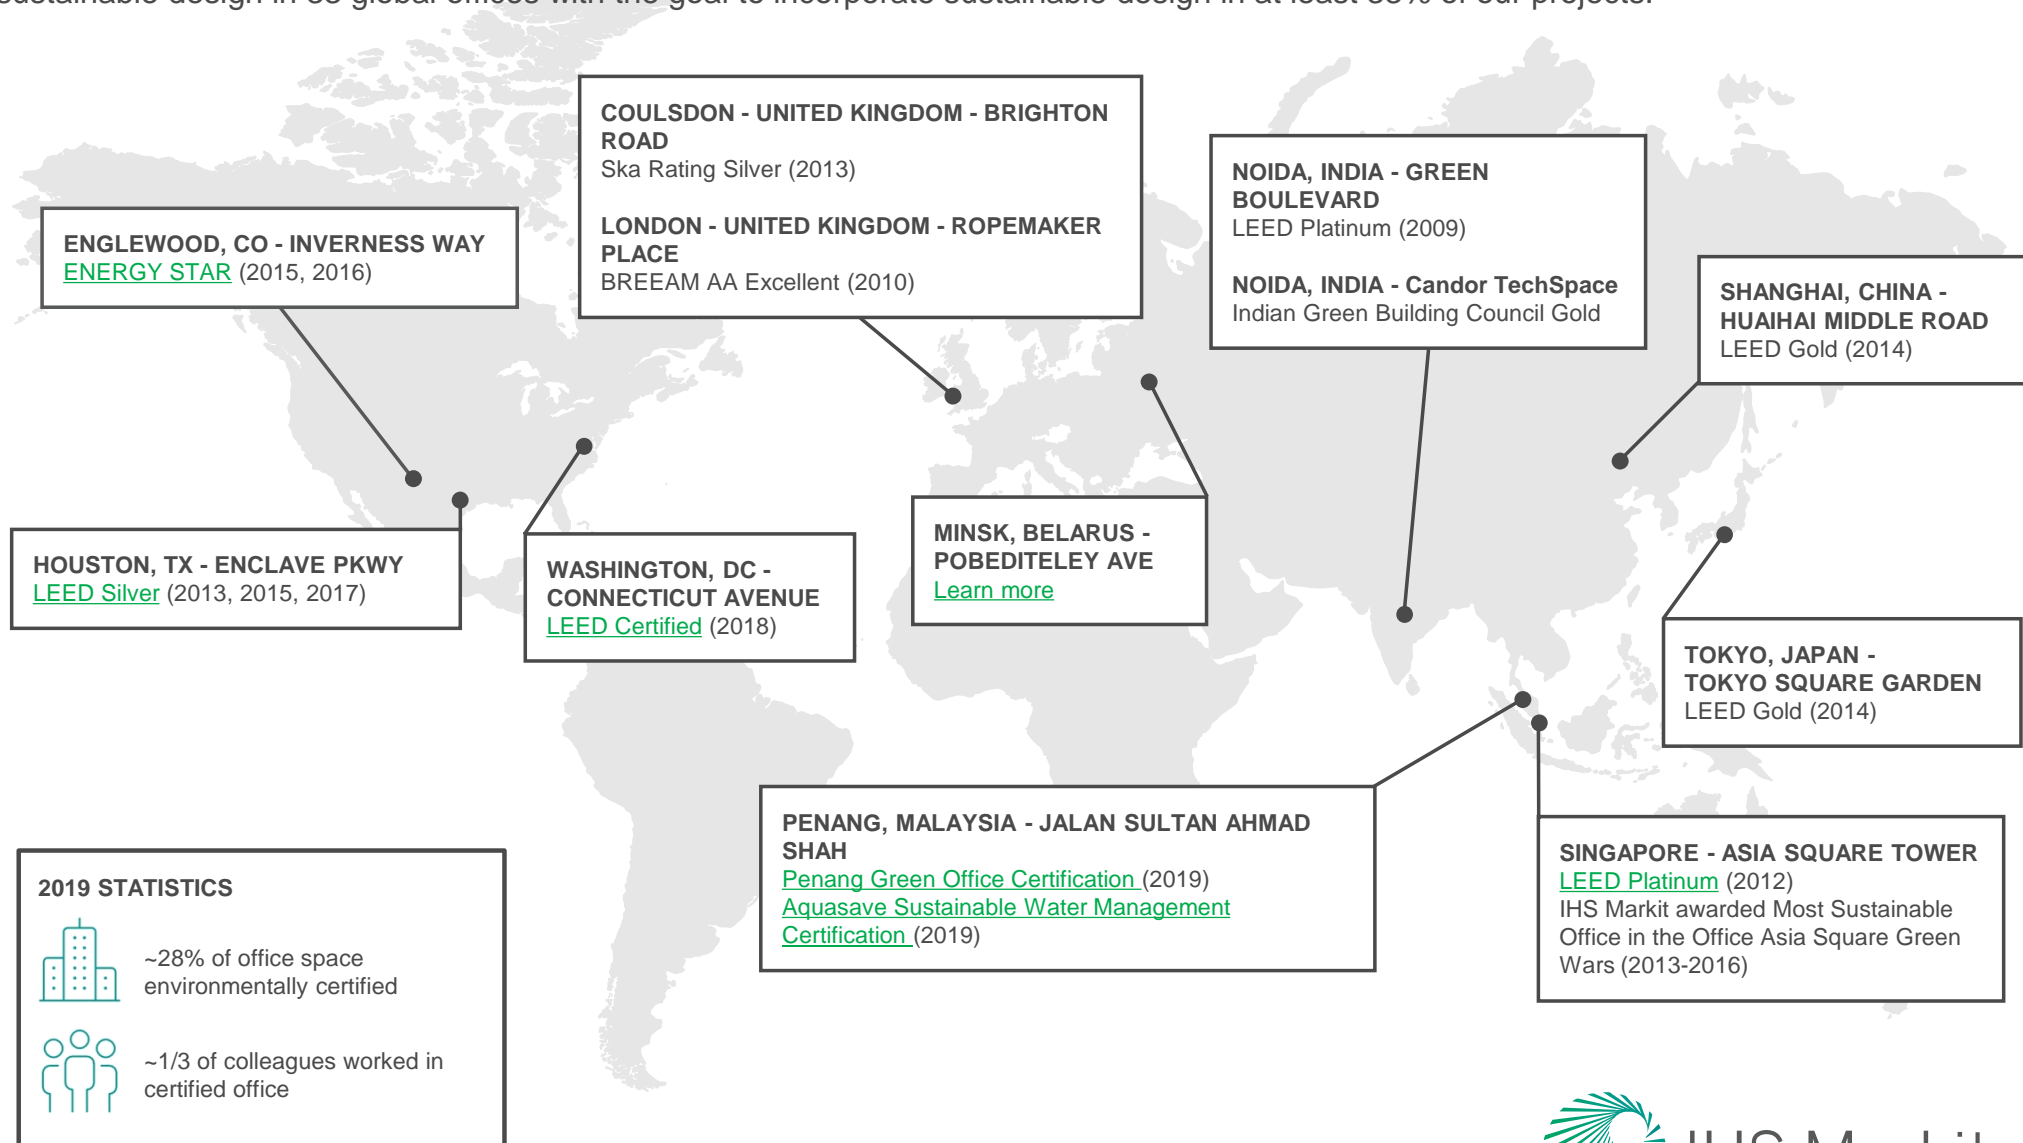 ENGLEWOOD, CO - INVERNESS WAY
ENERGY STAR (2015, 2016)
COULSDON - UNITED KINGDOM - BRIGHTON
ROAD
Ska Rating Silver (2013)
LONDON - UNITED KINGDOM - ROPEMAKER
PLACE
BREEAM AA Excellent (2010)
NOIDA, INDIA - GREEN
BOULEVARD
LEED Platinum (2009)
NOIDA, INDIA - Candor TechSpace
Indian Green Building Council Gold
SHANGHAI, CHINA -
HUAIHAI MIDDLE ROAD
LEED Gold (2014)
HOUSTON, TX - ENCLAVE PKWY
LEED Silver (2013, 2015, 2017)
WASHINGTON, DC -
CONNECTICUT AVENUE
LEED Certified (2018)
MINSK, BELARUS -
POBEDITELEY AVE
Learn more
TOKYO, JAPAN -
TOKYO SQUARE GARDEN
LEED Gold (2014)
PENANG, MALAYSIA - JALAN SULTAN AHMAD
SHAH
Penang Green Office Certification (2019)
Aquasave Sustainable Water Management
Certification (2019)
SINGAPORE - ASIA SQUARE TOWER
LEED Platinum (2012)
IHS Markit awarded Most Sustainable
Office in the Office Asia Square Green
Wars (2013-2016)
2019 STATISTICS
~28% of office space
environmentally certified
~1/3 of colleagues worked in
certified office
IHS Markit